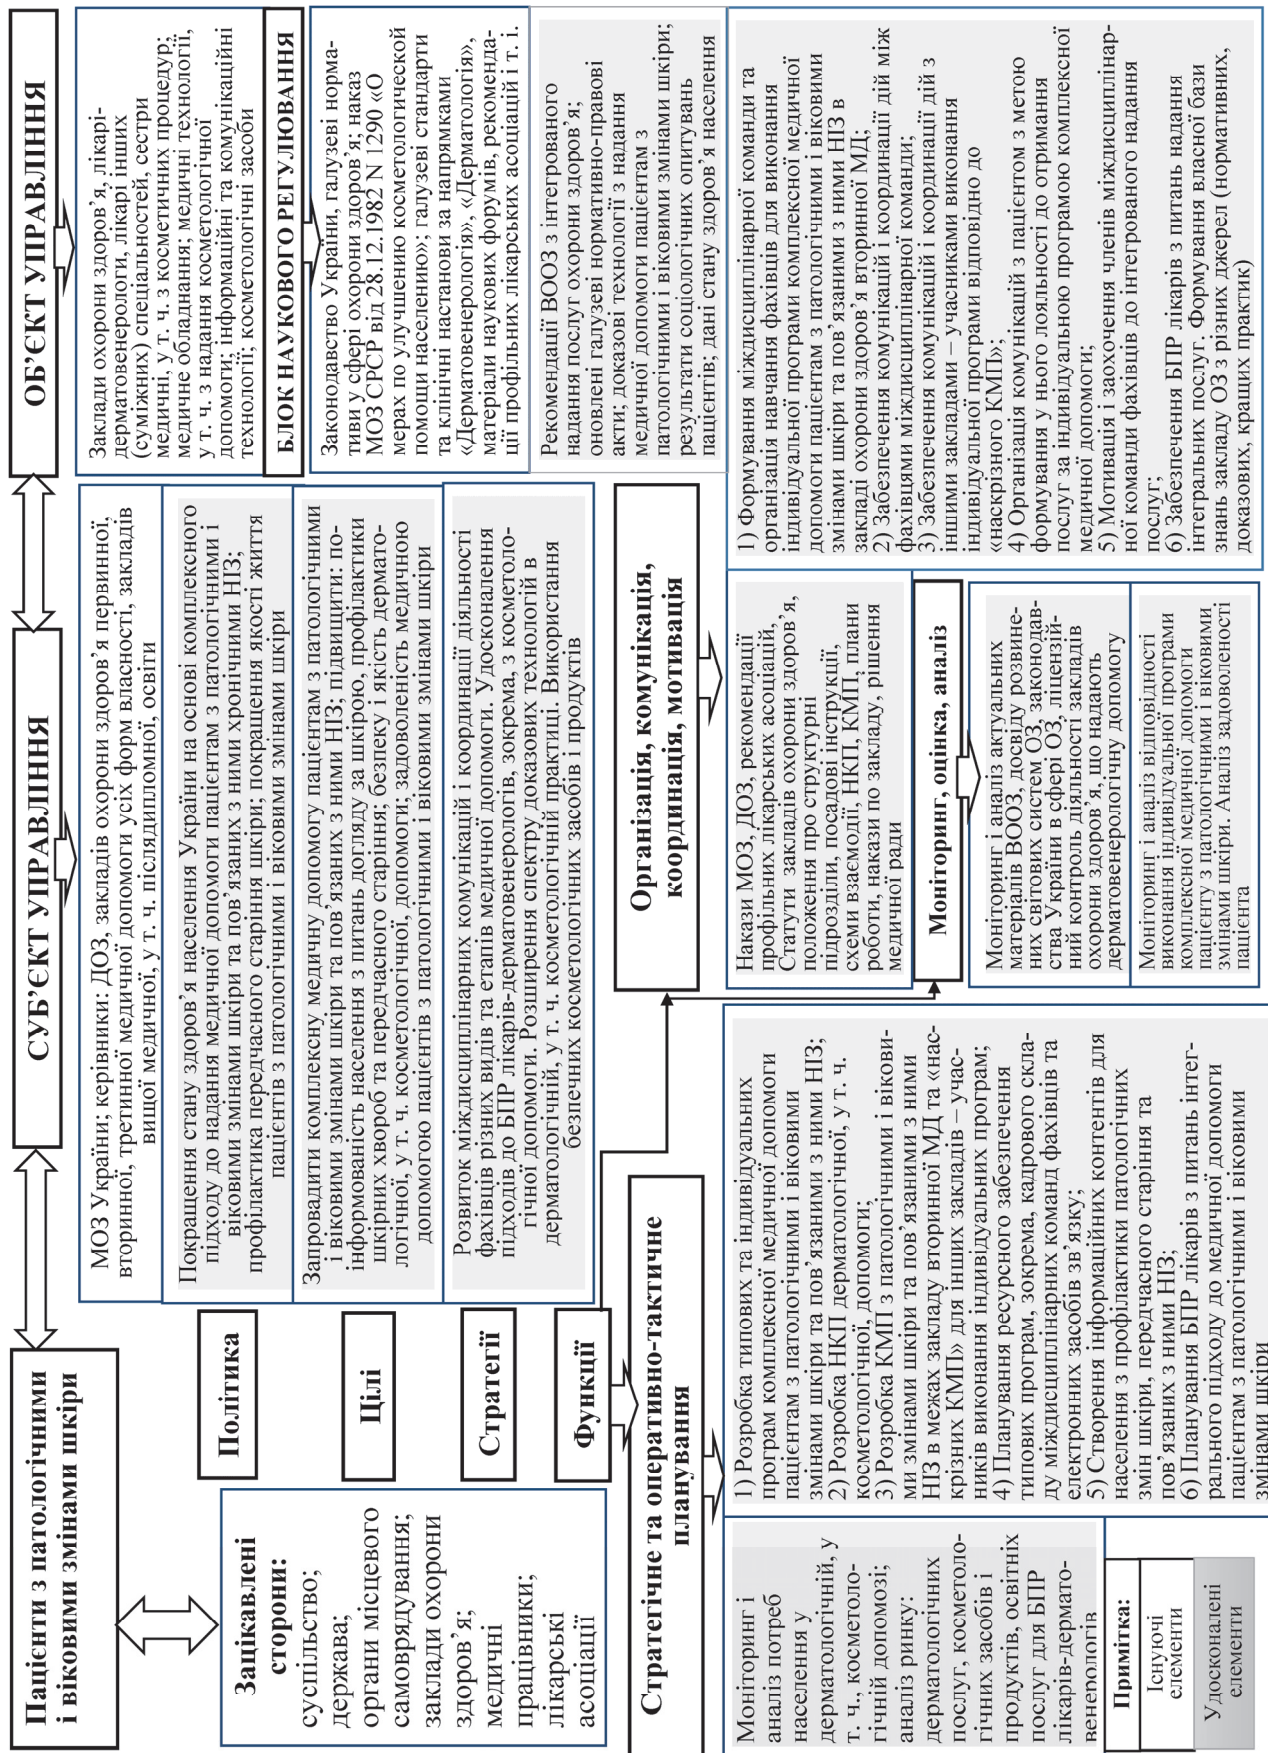 Пацієнти з патологічними
і віковими змінами шкіри
СУБ’ЄКТ УПРАВЛІННЯ
ОБ’ЄКТ УПРАВЛІННЯ
Зацікавлені
сторони:
суспільство;
держава;
органи місцевого
самоврядування;
заклади охорони
здоров’я;
медичні
працівники;
лікарські
асоціації
МОЗ України; керівники: ДОЗ, закладів охорони здоров’я первинної,
вторинної, третинної медичної допомоги усіх форм власності, закладів
вищої медичної, у т. ч. післядипломної, освіти
Політика
Покращення стану здоров’я населення України на основі комплексного
підходу до надання медичної допомоги пацієнтам з патологічними і
віковими змінами шкіри та пов’язаних з ними хронічними НІЗ;
профілактика передчасного старіння шкіри; покращення якості життя
пацієнтів з патологічними і віковими змінами шкіри
Цілі
Запровадити комплексну медичну допомогу пацієнтам з патологічними
і віковими змінами шкіри та пов’язаних з ними НІЗ; підвищити: по-
інформованість населення з питань догляду за шкірою, профілактики
шкірних хвороб та передчасного старіння; безпеку і якість дермато-
логічної, у т. ч. косметологічної, допомоги; задоволеність медичною
допомогою пацієнтів з патологічними і віковими змінами шкіри
Стратегії
Розвиток міждисциплінарних комунікацій і координації діяльності
фахівців різних видів та етапів медичної допомоги. Удосконалення
підходів до БПР лікарів-дерматовенерологів, зокрема, з косметоло-
гічної допомоги. Розширення спектру доказових технологій в
дерматологічній, у т. ч. косметологічній практиці. Використання
безпечних косметологічних засобів і продуктів
Функції
Заклади охорони здоров’я, лікарі-
дерматовенерологи, лікарі інших
(суміжних) спеціальностей, сестри
медичні, у т. ч. з косметичних процедур;
медичне обладнання; медичні технології,
у т. ч. з надання косметологічної
допомоги; інформаційні та комунікаційні
технології; косметологічні засоби
БЛОК НАУКОВОГО РЕГУЛЮВАННЯ
Законодавство України, галузеві норма-
тиви у сфері охорони здоров’я; наказ
МОЗ СРСР від 28.12.1982 N 1290 «О
мерах по улучшению косметологической
помощи населению»; галузеві стандарти
та клінічні настанови за напрямками
«Дерматовенерологія», «Дерматологія»,
матеріали наукових форумів, рекоменда-
ції профільних лікарських асоціацій і т. і.
Рекомендації ВООЗ з інтегрованого
надання послуг охорони здоров’я;
оновлені галузеві нормативно-правові
акти; доказові технології з надання
медичної допомоги пацієнтам з
патологічними і віковими змінами шкіри;
результати соціологічних опитувань
пацієнтів; дані стану здоров’я населення
Стратегічне та оперативно-тактичне
планування
Моніторинг і
аналіз потреб
населення у
дерматологічній, у
т. ч., косметоло-
гічній допомозі;
аналіз ринку:
дерматологічних
послуг, косметоло-
гічних засобів і
продуктів, освітніх
послуг для БПР
лікарів-дермато-
венерологів
1) Розробка типових та індивідуальних
програм комплексної медичної допомоги
пацієнтам з патологічними і віковими
змінами шкіри та пов’язаними з ними НІЗ;
2) Розробка НКП дерматологічної, у т. ч.
косметологічної, допомоги;
3) Розробка КМП з патологічними і вікови-
ми змінами шкіри та пов’язаними з ними
НІЗ в межах закладу вторинної МД та «нас-
крізних КМП» для інших закладів – учас-
ників виконання індивідуальних програм;
4) Планування ресурсного забезпечення
типових програм, зокрема, кадрового скла-
ду міждисциплінарних команд фахівців та
електронних засобів зв’язку;
5) Створення інформаційних контентів для
населення з профілактики патологічних
змін шкіри, передчасного старіння та
пов’язаних з ними НІЗ;
6) Планування БПР лікарів з питань інтег-
рального підходу до медичної допомоги
пацієнтам з патологічними і віковими
змінами шкіри
Організація, комунікація,
координація, мотивація
Накази МОЗ, ДОЗ, рекомендації
профільних лікарських асоціацій,
Статути закладів охорони здоров’я,
положення про структурні
підрозділи, посадові інструкції,
схеми взаємодії, НКП, КМП, плани
роботи, накази по закладу, рішення
медичної ради
1) Формування міждисциплінарної команди та
організація навчання фахівців для виконання
індивідуальної програми комплексної медичної
допомоги пацієнтам з патологічними і віковими
змінами шкіри та пов’язаними з ними НІЗ в
закладі охорони здоров’я вторинної МД;
2) Забезпечення комунікацій і координації дій між
фахівцями міждисциплінарної команди;
3) Забезпечення комунікацій і координації дій з
іншими закладами – учасниками виконання
індивідуальної програми відповідно до
«наскрізного КМП»;
4) Організація комунікацій з пацієнтом з метою
формування у нього лояльності до отримання
послуг за індивідуальною програмою комплексної
медичної допомоги;
5) Мотивація і заохочення членів міждисциплінар-
ної команди фахівців до інтегрованого надання
послуг;
6) Забезпечення БПР лікарів з питань надання
інтегральних послуг. Формування власної бази
знань закладу ОЗ з різних джерел (нормативних,
доказових, кращих практик)
Моніторинг, оцінка, аналіз
Моніторинг і аналіз актуальних
матеріалів ВООЗ, досвіду розвине-
них світових систем ОЗ, законодав-
ства України в сфері ОЗ, ліцензій-
ний контроль діяльності закладів
охорони здоров’я, що надають
дерматовенерологічну допомогу
Моніторинг і аналіз відповідності
виконання індивідуальної програми
комплексної медичної допомоги
пацієнту з патологічними і віковими
змінами шкіри. Аналіз задоволеності
пацієнта
Примітка:
Існуючі
елементи
Удосконалені
елементи